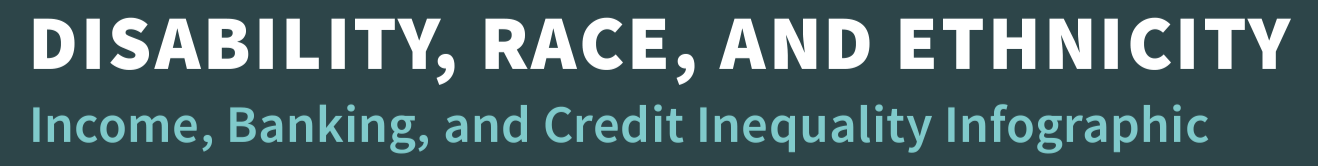 DISABILITY, RACE, AND ETHNICITY
Income, Banking, and Credit Inequality Infographic